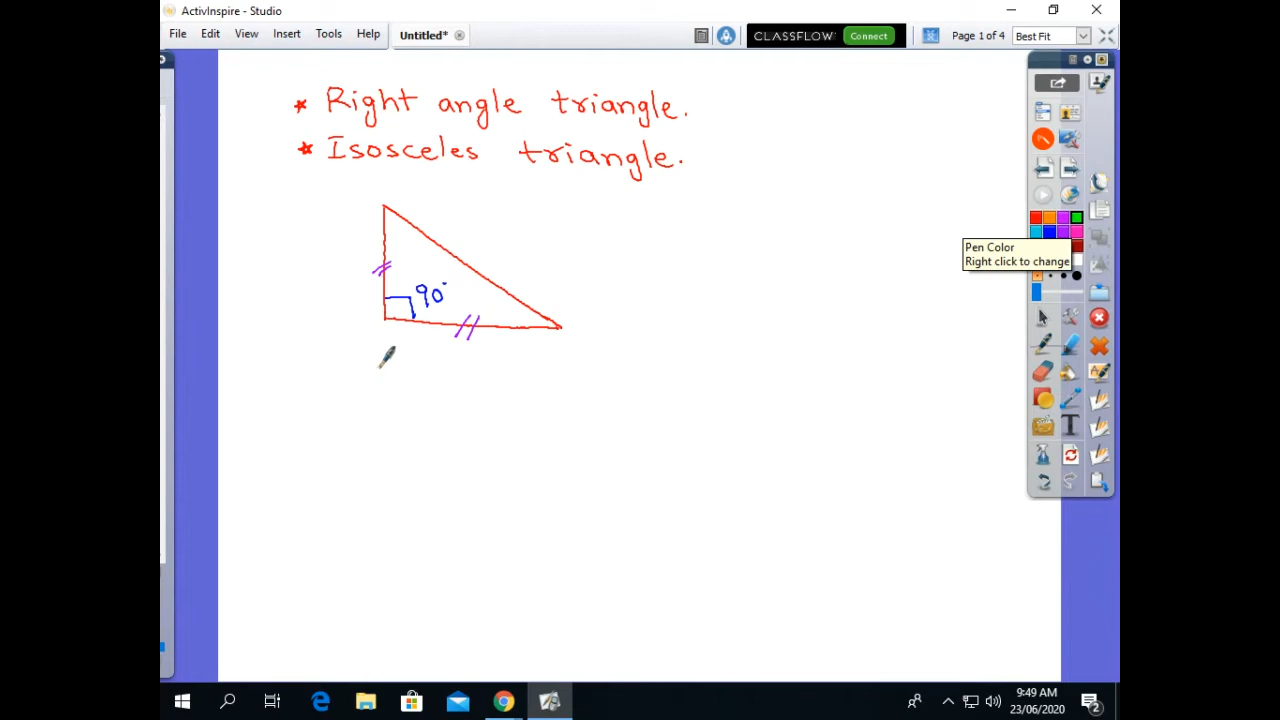 ActivInspire - Studio
File Edit View Insert Tools Help Untitled* CLASSFLOW Connect Page 1 of 4 Best Fit
* Right angle triangle.
* Isosceles triangle.
Pen Color
Right click to change
90°
T
9:49 AM
23/06/2020
2